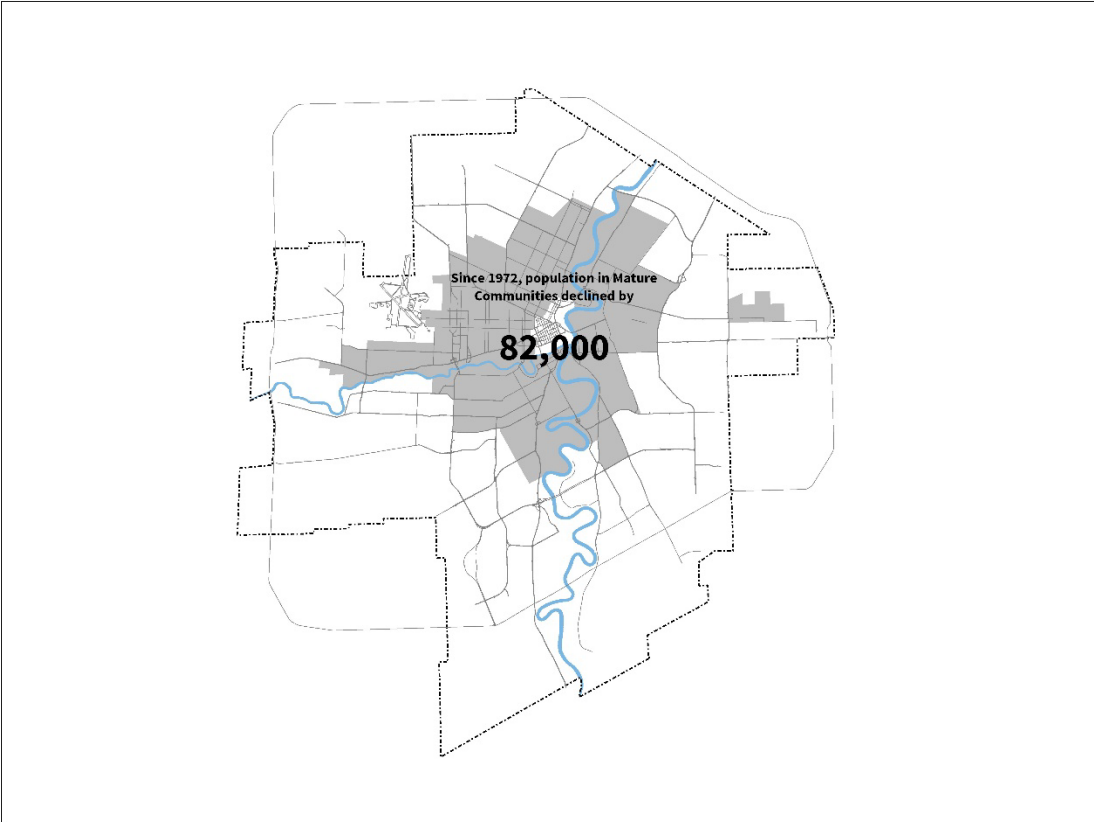 Since 1972, population in Mature
Communities declined by
82,000